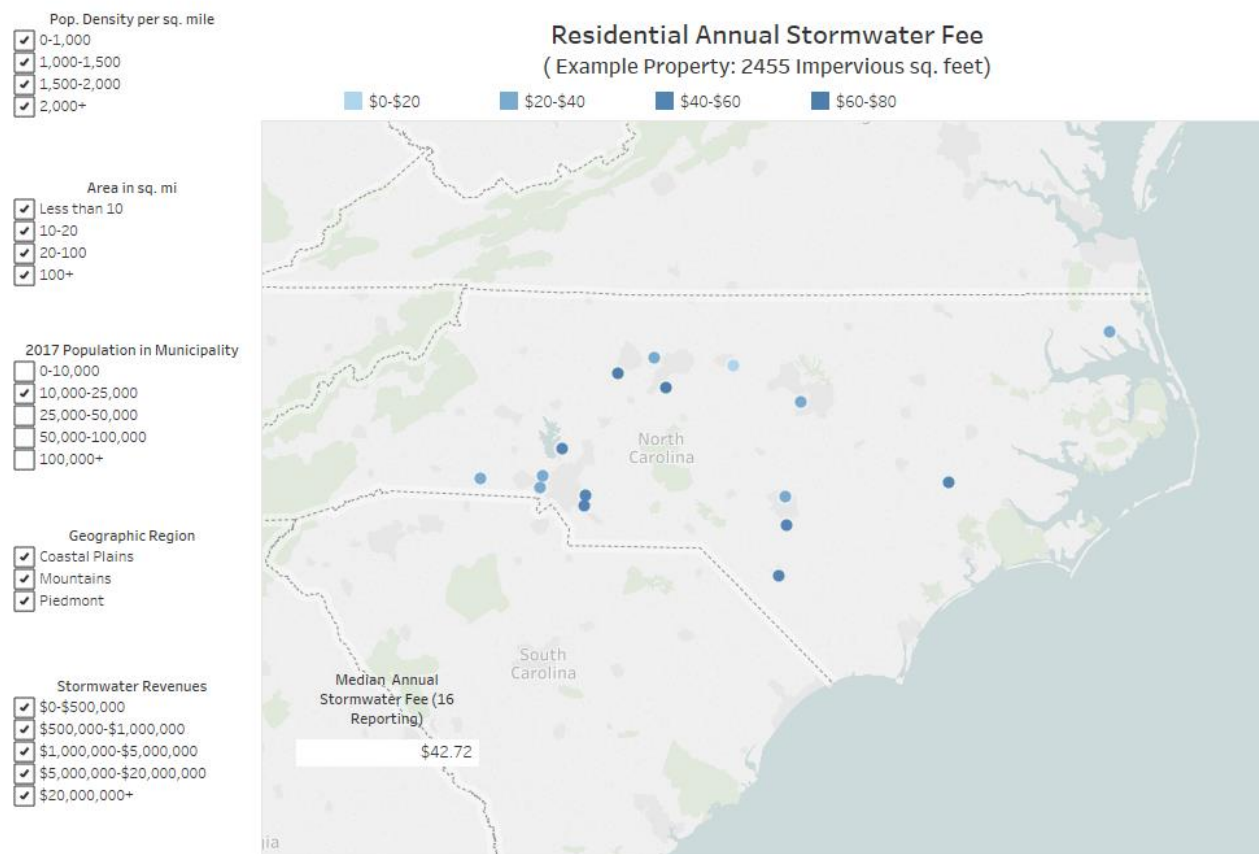 Pop. Density per sq. mile
0-1,000
1,000-1,500
1,500-2,000
2,000+
Area in sq. mi
Less than 10
10-20
20-100
100+
2017 Population in Municipality
0-10,000
10,000-25,000
25,000-50,000
50,000-100,000
100,000+
Geographic Region
Coastal Plains
Mountains
Piedmont
Stormwater Revenues
$0-$500,000
$500,000-$1,000,000
$1,000,000-$5,000,000
$5,000,000-$20,000,000
$20,000,000+
Residential Annual Stormwater Fee
( Example Property: 2455 Impervious sq. feet)
$0-$20
$20-$40
$40-$60
$60-$80
North
Carolina
South
Carolina
Median Annual
Stormwater Fee (16
Reporting)
$42.72
gia